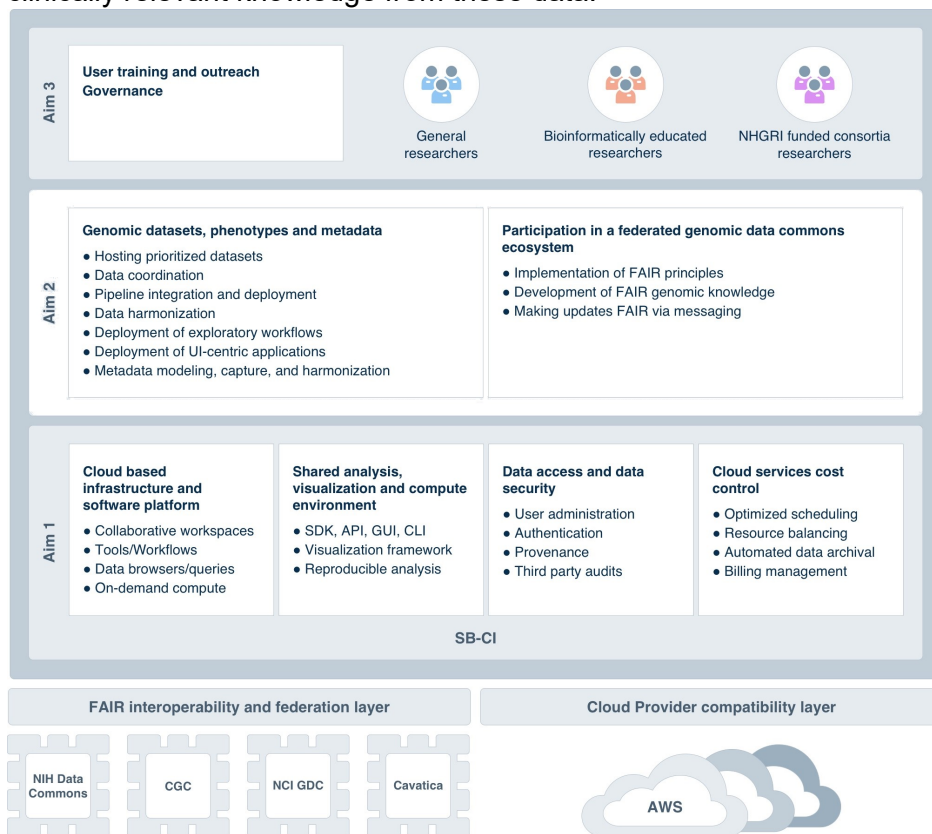 clinically relevant knowledge from these data.
Aim 3
User training and outreach
Governance
General
researchers
Bioinformatically educated
researchers
NHGRI funded consortia
researchers
Aim 2
Genomic datasets, phenotypes and metadata
● Hosting prioritized datasets
● Data coordination
● Pipeline integration and deployment
● Data harmonization
● Deployment of exploratory workflows
● Deployment of UI-centric applications
● Metadata modeling, capture, and harmonization
Participation in a federated genomic data commons
ecosystem
● Implementation of FAIR principles
● Development of FAIR genomic knowledge
● Making updates FAIR via messaging
Aim 1
Cloud based
infrastructure and
software platform
● Collaborative workspaces
● Tools/Workflows
● Data browsers/queries
● On-demand compute
Shared analysis,
visualization and compute
environment
● SDK, API, GUI, CLI
● Visualization framework
● Reproducible analysis
Data access and data
security
● User administration
● Authentication
● Provenance
● Third party audits
Cloud services cost
control
● Optimized scheduling
● Resource balancing
● Automated data archival
● Billing management
SB-CI
FAIR interoperability and federation layer
Cloud Provider compatibility layer
NIH Data
Commons
CGC
NCI GDC
Cavatica
AWS